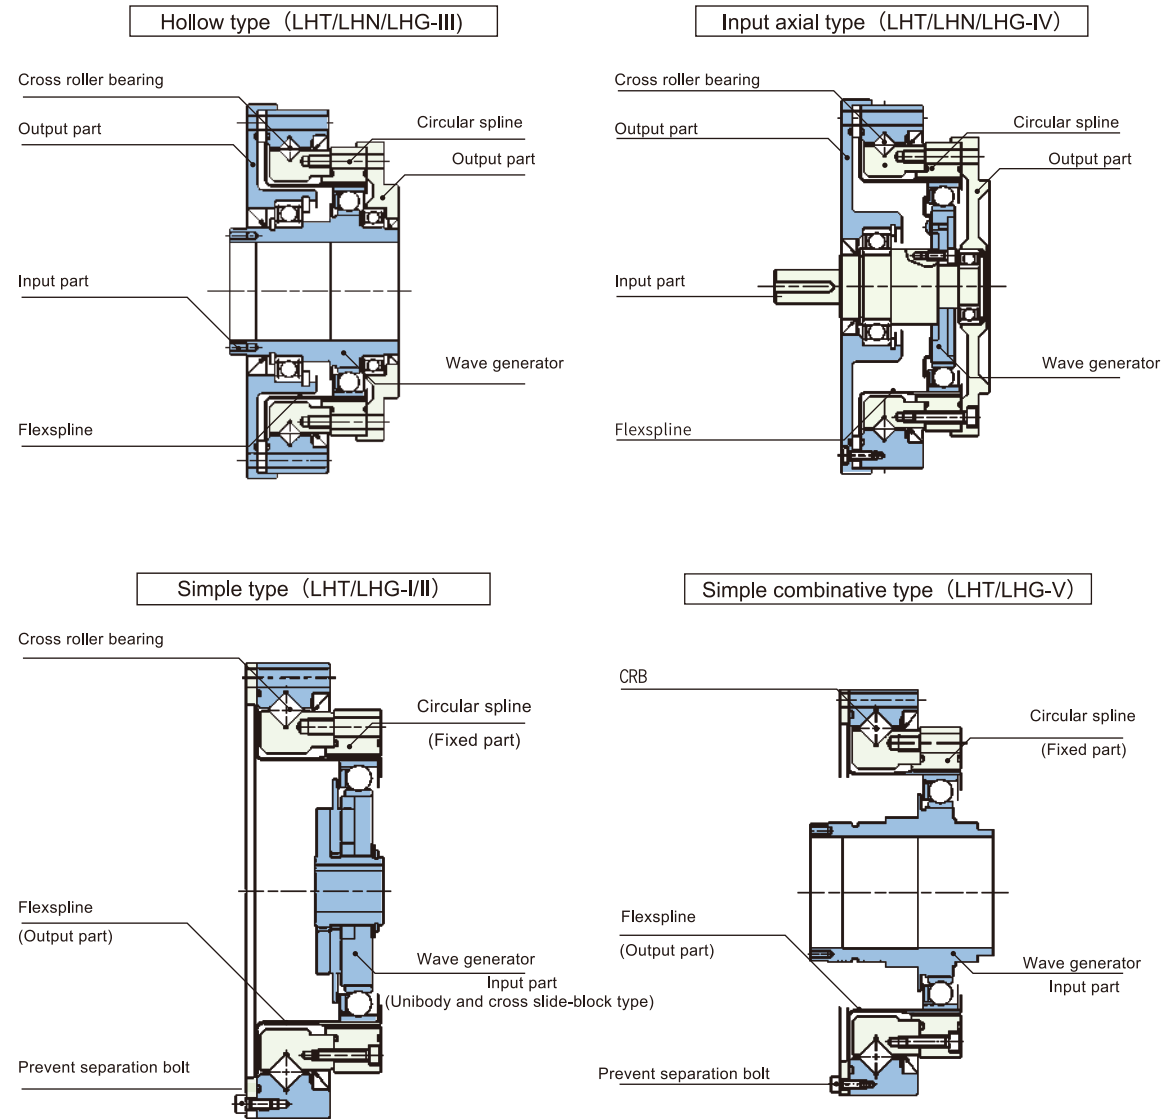 Hollow type（LHT/LHN/LHG-III)
Cross roller bearing
Output part
Circular spline
Output part
Input part
Wave generator
Flexspline
Input axial type（LHT/LHN/LHG-IV）
Cross roller bearing
Output part
Circular spline
Output part
Input part
Wave generator
Flexspline
Simple type（LHT/LHG-I/II）
Cross roller bearing
Circular spline
(Fixed part)
Flexspline
(Output part)
Wave generator
Input part
(Unibody and cross slide-block type)
Prevent separation bolt
Simple combinative type（LHT/LHG-V）
CRB
Circular spline
(Fixed part)
Flexspline
(Output part)
Wave generator
Input part
Prevent separation bolt